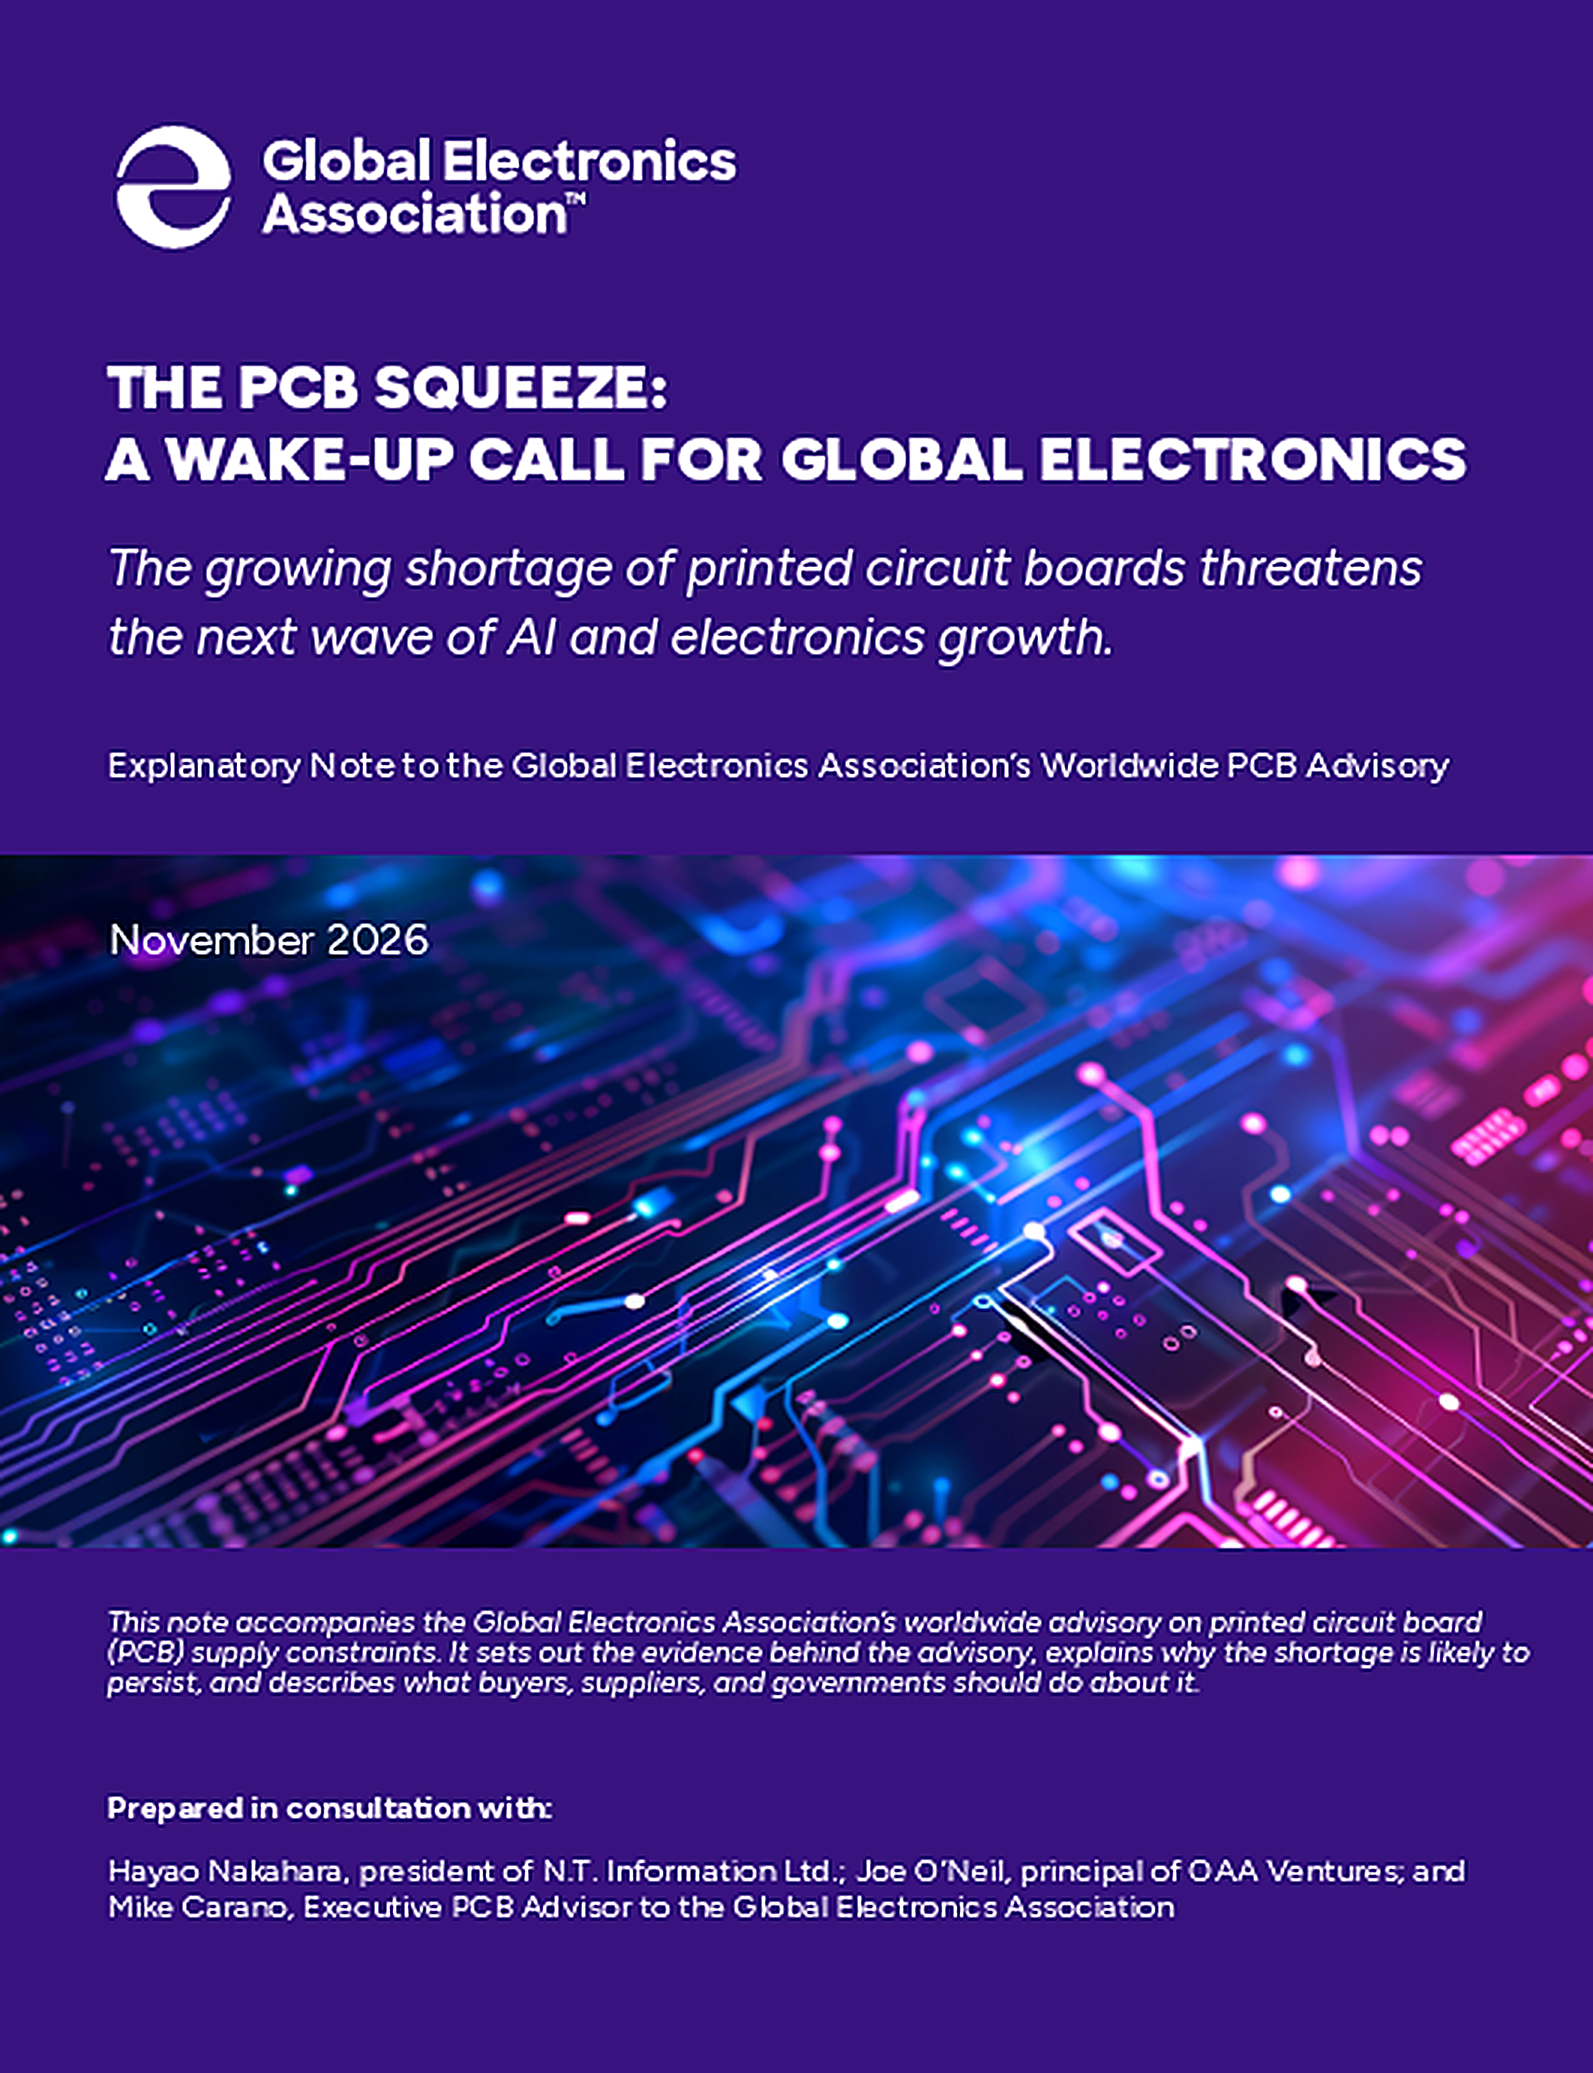 Global Electronics
Association™
THE PCB SQUEEZE:
A WAKE-UP CALL FOR GLOBAL ELECTRONICS
The growing shortage of printed circuit boards threatens
the next wave of AI and electronics growth.
Explanatory Note to the Global Electronics Association’s Worldwide PCB Advisory
November 2026
This note accompanies the Global Electronics Association’s worldwide advisory on printed circuit board
(PCB) supply constraints. It sets out the evidence behind the advisory, explains why the shortage is likely to
persist, and describes what buyers, suppliers, and governments should do about it.
Prepared in consultation with:
Hayao Nakahara, president of N.T. Information Ltd.; Joe O’Neil, principal of OAA Ventures; and
Mike Carano, Executive PCB Advisor to the Global Electronics Association